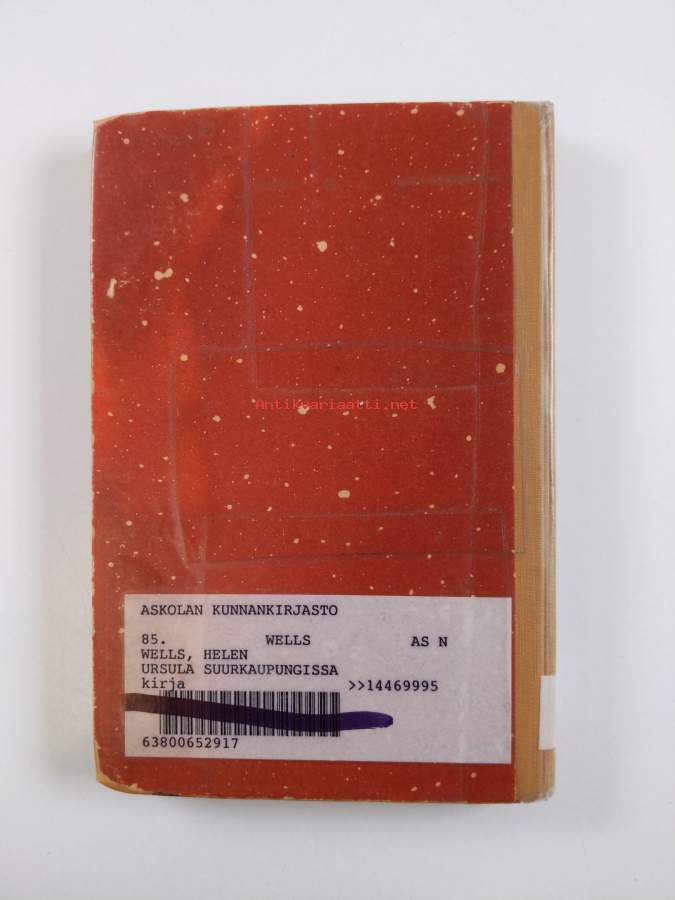 Antikvariaatti.net
ASKOLAN KUNNANKIRJASTO
85. WELLS AS N
WELLS, HELEN
URSULA SUURKAUPUNGISSA
kirja >>14469995
63800652917